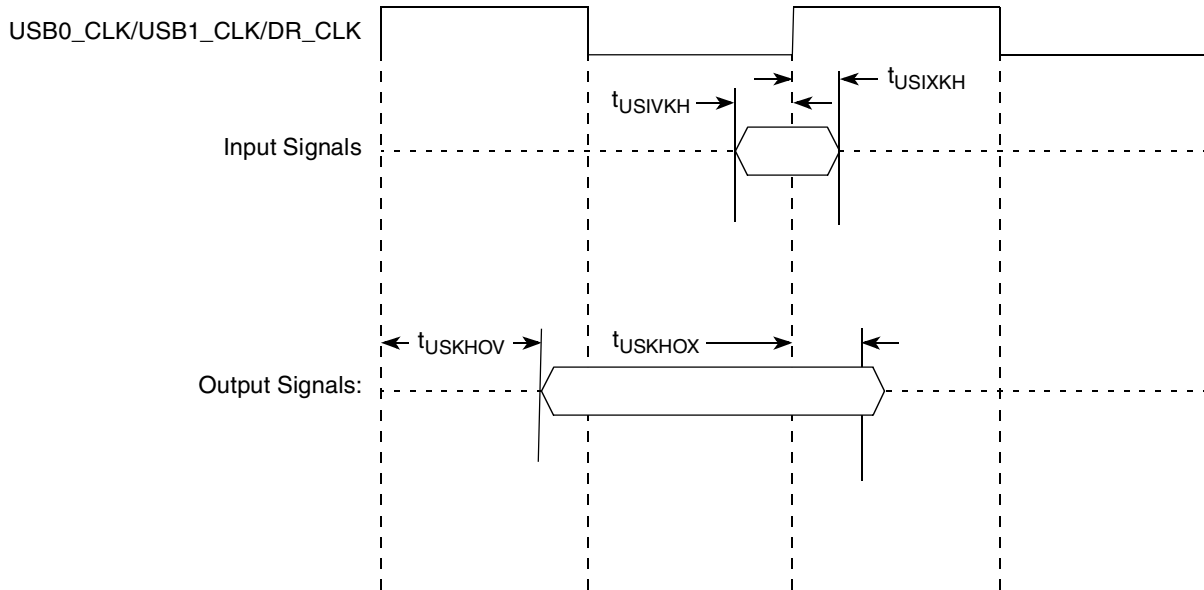 USB0_CLK/USB1_CLK/DR_CLK
tUSIXKH
tUSIVKH
Input Signals
tUSKHOV
tUSKHOX
Output Signals: